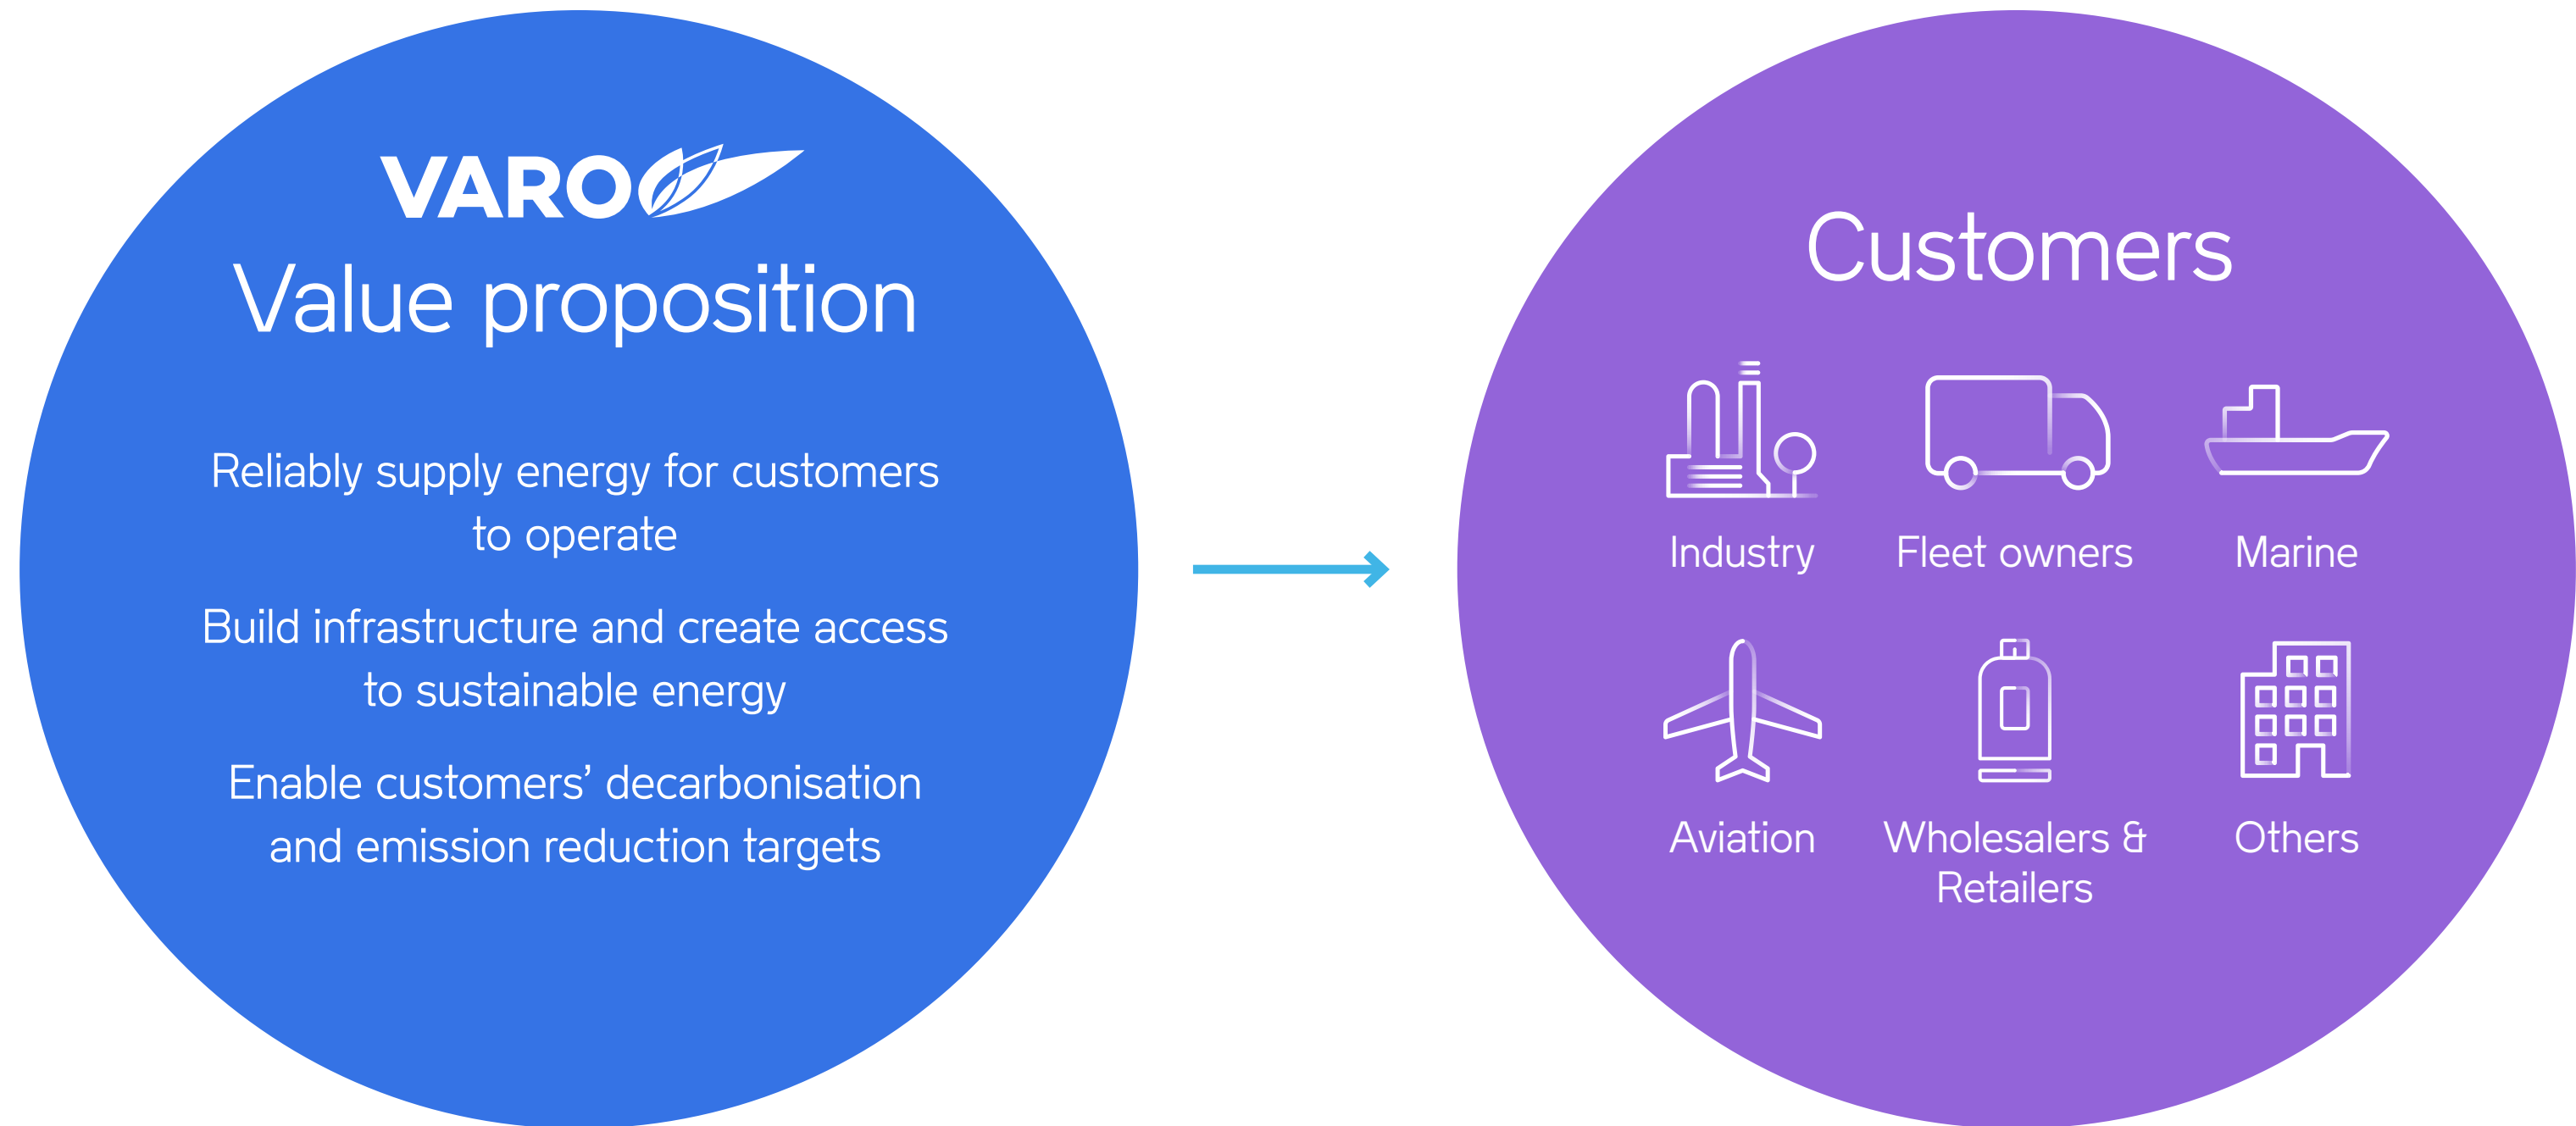 VARO
Value proposition
Reliably supply energy for customers
to operate
Build infrastructure and create access
to sustainable energy
Enable customers’ decarbonisation
and emission reduction targets
Customers
Industry
Fleet owners
Marine
Aviation
Wholesalers &
Retailers
Others